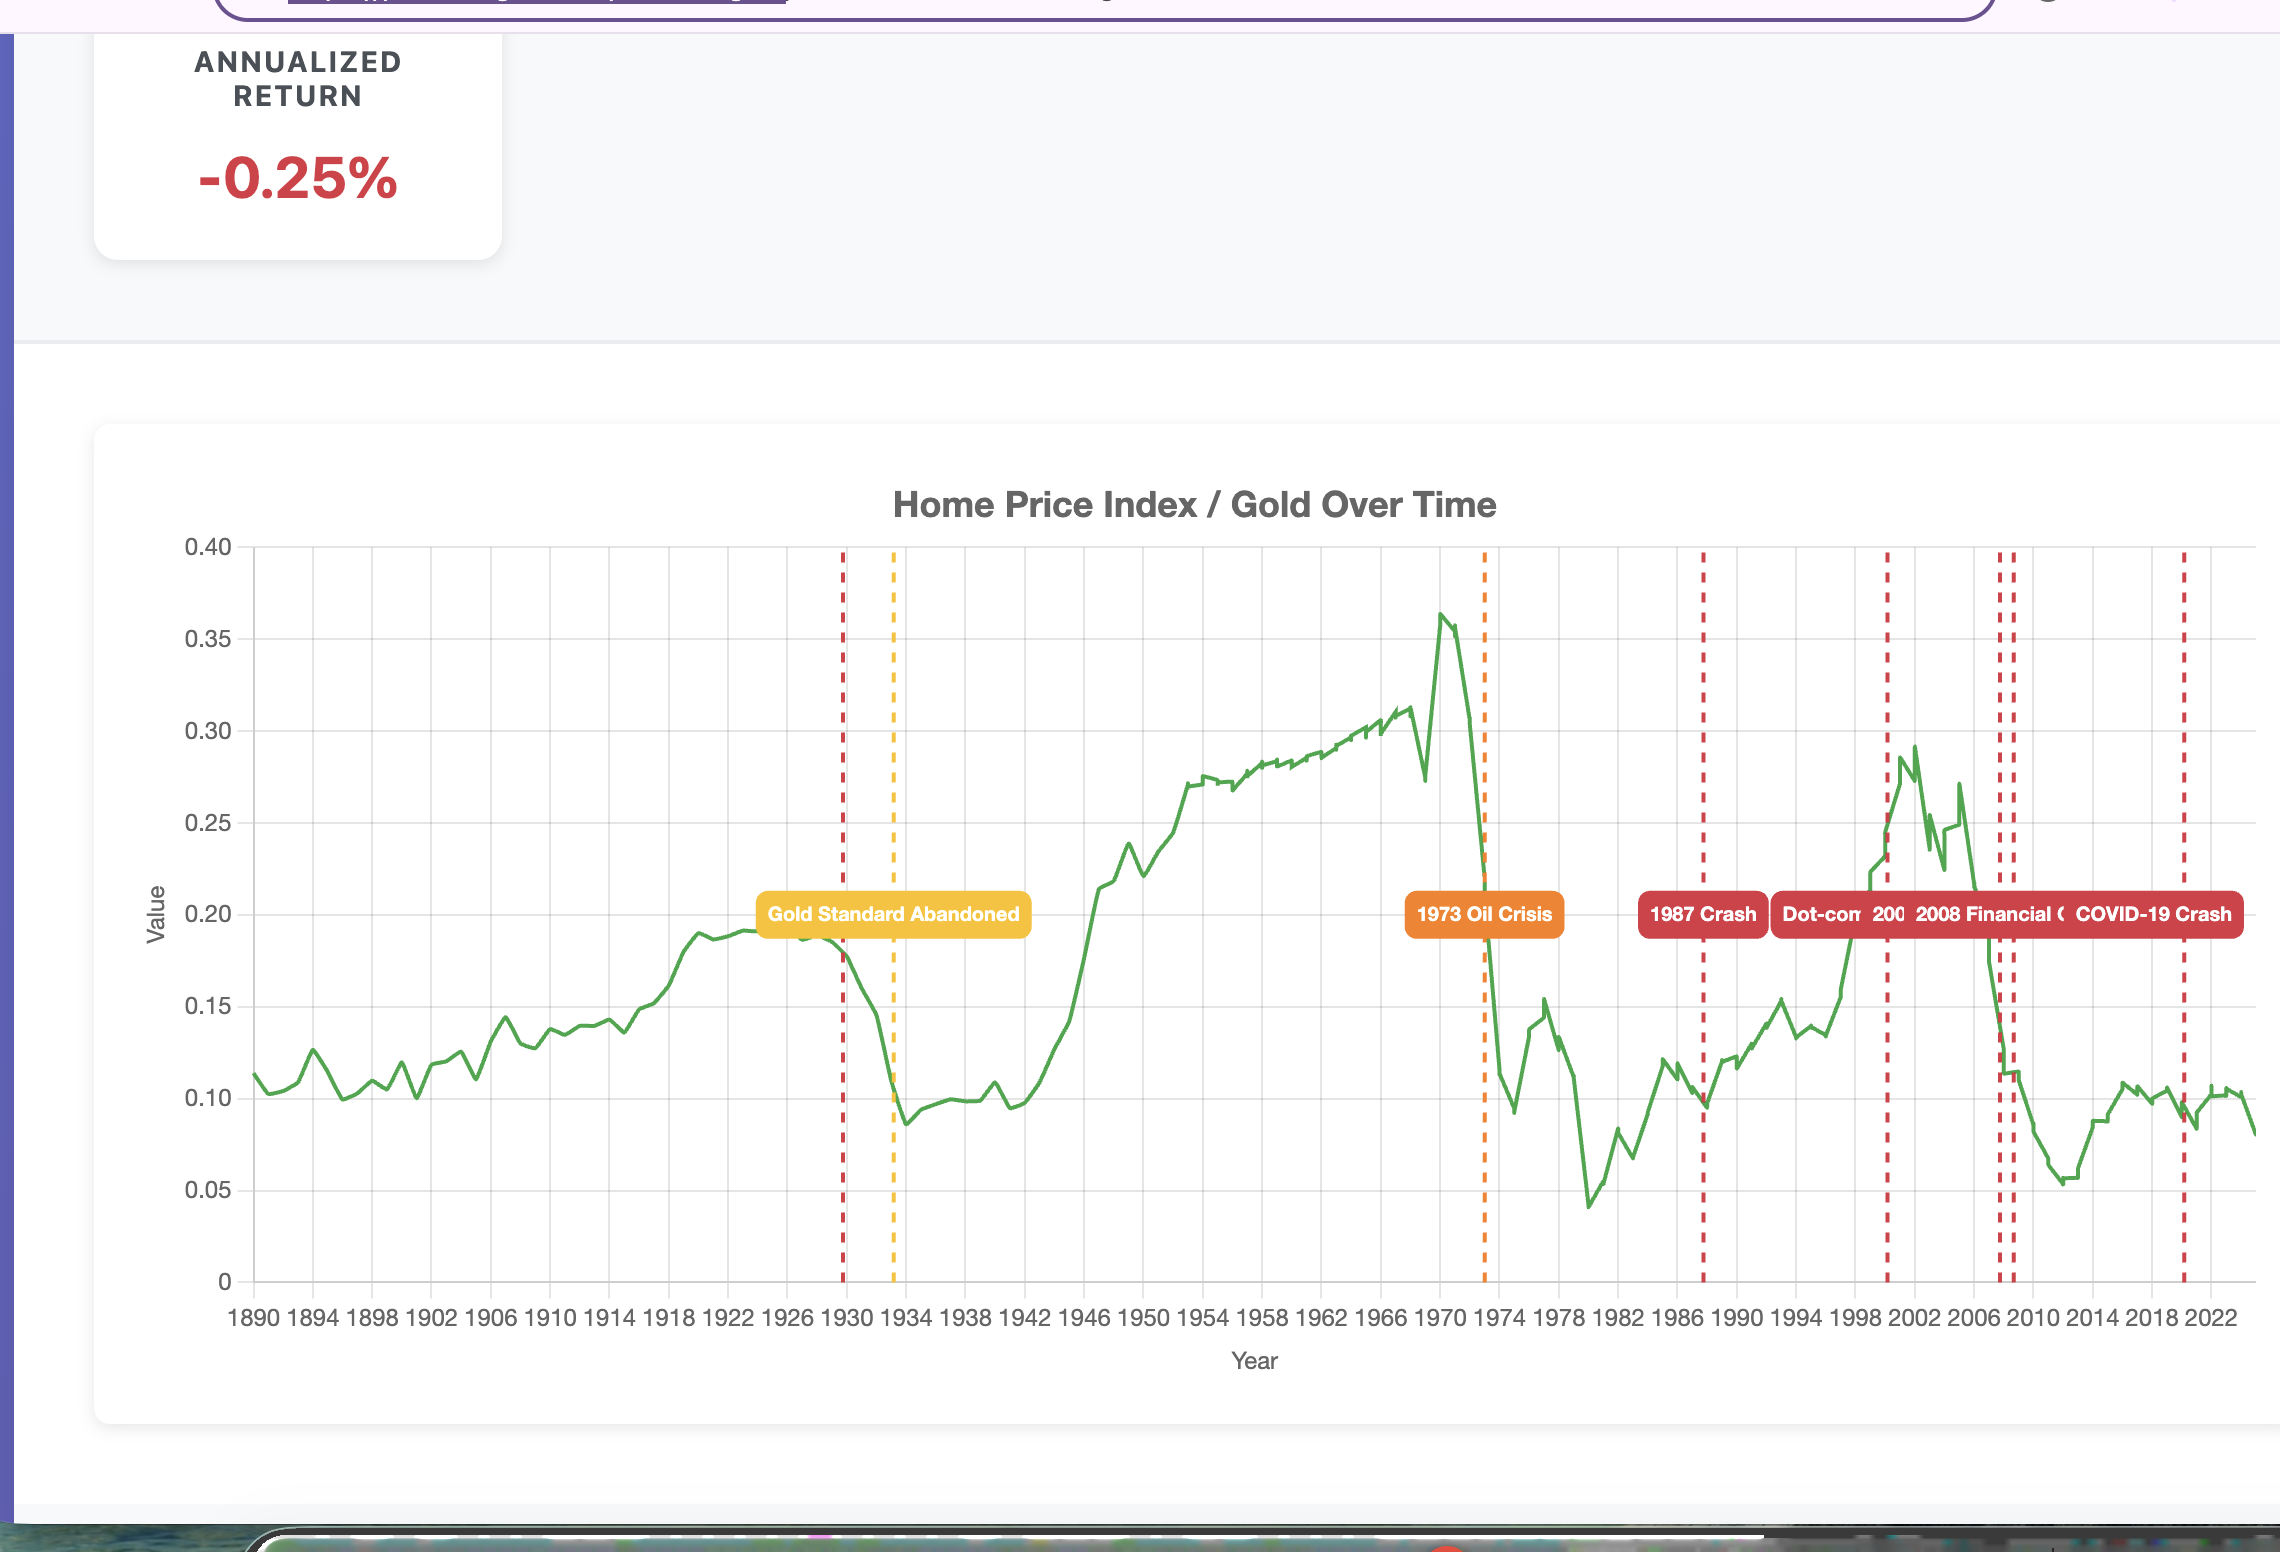 ANNUALIZED
RETURN
-0.25%
Home Price Index / Gold Over Time
0.40
0.35
0.30
0.25
0.20
0.15
0.10
0.05
0
Value
Gold Standard Abandoned
1973 Oil Crisis
1987 Crash
Dot-com
200
2008 Financial
COVID-19 Crash
1890 1894 1898 1902 1906 1910 1914 1918 1922 1926 1930 1934 1938 1942 1946 1950 1954 1958 1962 1966 1970 1974 1978 1982 1986 1990 1994 1998 2002 2006 2010 2014 2018 2022
Year